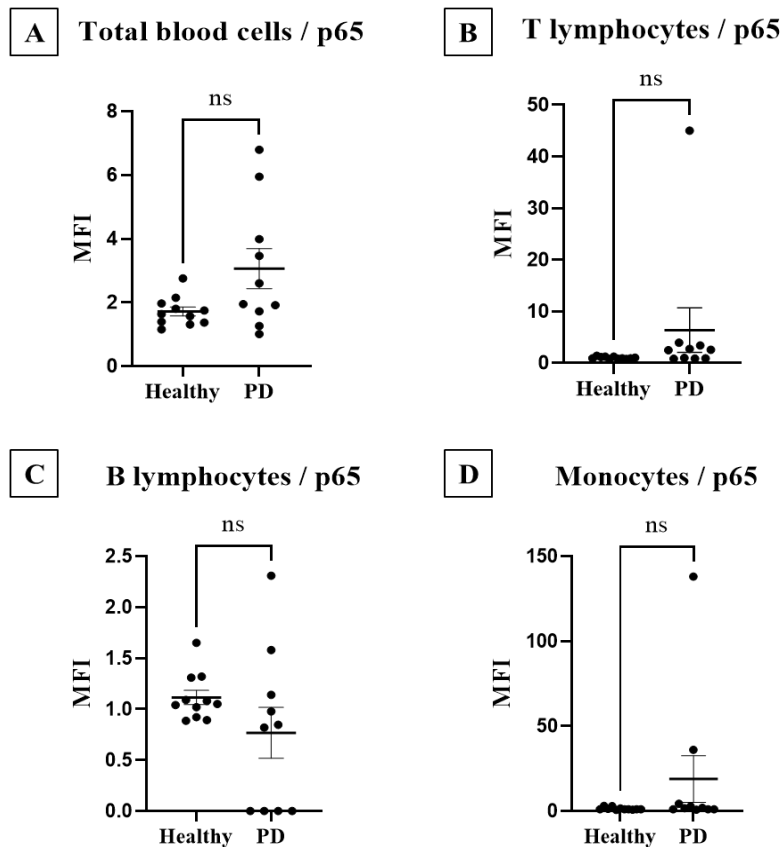 A Total blood cells / p65
ns
8
6
4
2
0
MFI
Healthy PD
B T lymphocytes / p65
ns
50
40
30
20
10
0
MFI
Healthy PD
C B lymphocytes / p65
ns
2.5
2.0
1.5
1.0
0.5
0.0
MFI
Healthy PD
D Monocytes / p65
ns
150
100
50
0
MFI
Healthy PD